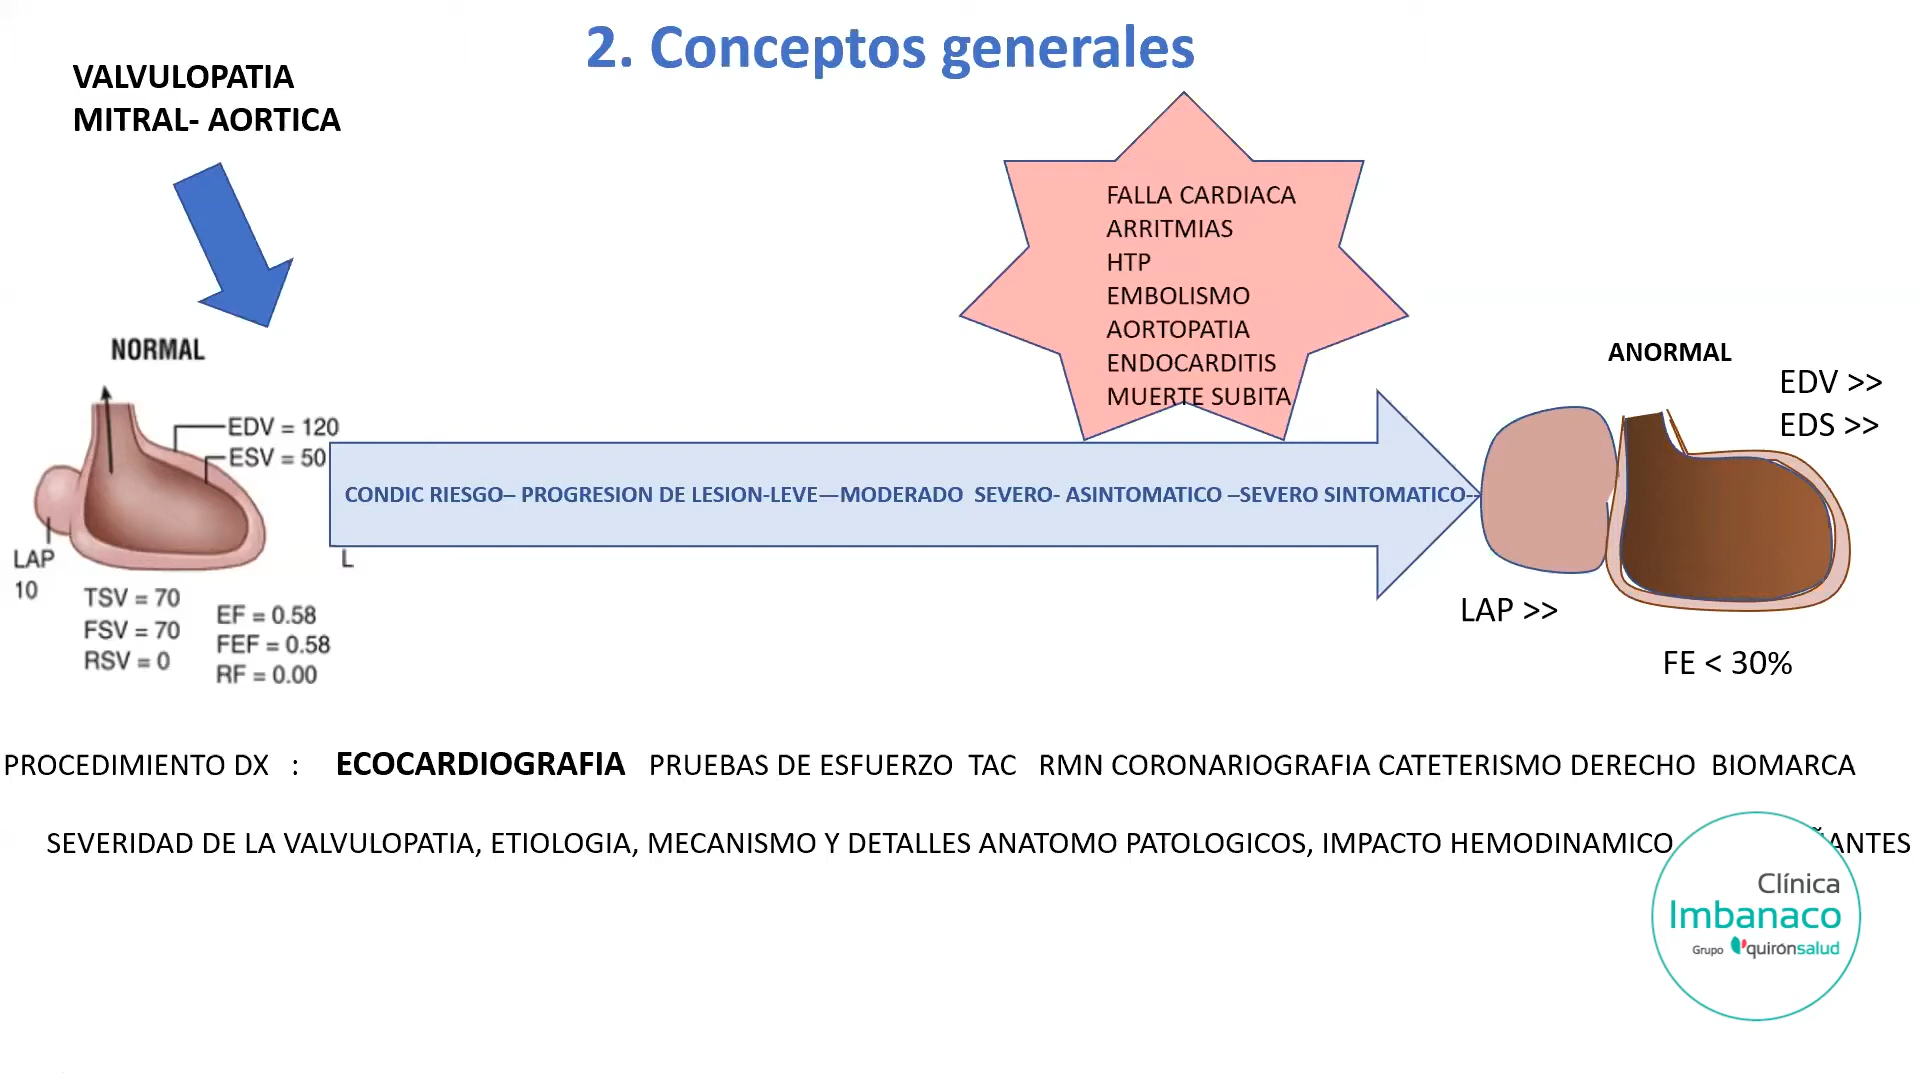 2. Conceptos generales
VALVULOPATIA
MITRAL- AORTICA
FALLA CARDIACA
ARRITMIAS
HTP
EMBOLISMO
AORTOPATIA
ENDOCARDITIS
MUERTE SUBITA
NORMAL
EDV = 120
ESV = 50
LAP
10
TSV = 70
FSV = 70
RSV = 0
EF = 0.58
FEF = 0.58
RF = 0.00
CONDIC RIESGO– PROGRESION DE LESION-LEVE—MODERADO SEVERO- ASINTOMATICO –SEVERO SINTOMATICO--
L
ANORMAL
EDV >>
EDS >>
LAP >>
FE < 30%
PROCEDIMIENTO DX : ECOCARDIOGRAFIA PRUEBAS DE ESFUERZO TAC RMN CORONARIOGRAFIA CATETERISMO DERECHO BIOMARCA
SEVERIDAD DE LA VALVULOPATIA, ETIOLOGIA, MECANISMO Y DETALLES ANATOMO PATOLOGICOS, IMPACTO HEMODINAMICO
Clínica
Imbanaco
Grupo quirónsalud